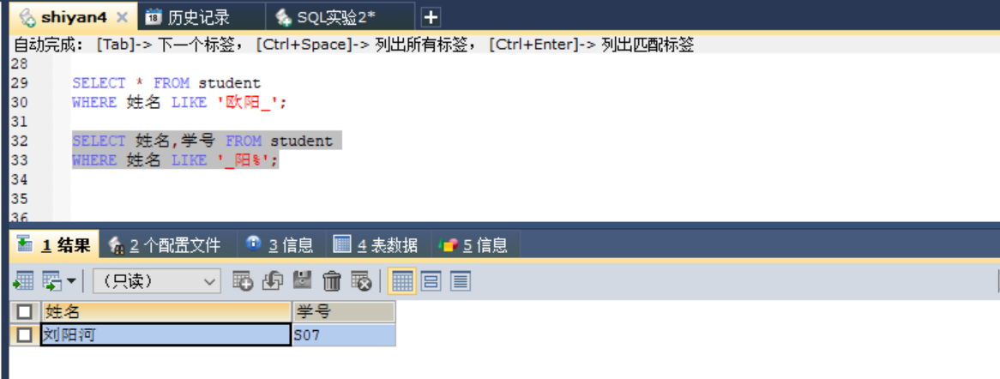 shiyan4 历史记录 SQL实验2*
自动完成: [Tab]-> 下一个标签, [Ctrl+Space]-> 列出所有标签, [Ctrl+Enter]-> 列出匹配标签
28
29 SELECT * FROM student
30 WHERE 姓名 LIKE '欧阳_';
31
32 SELECT 姓名,学号 FROM student
33 WHERE 姓名 LIKE '_阳%';
34
35
36
1 结果 2 个配置文件 3 信息 4 表数据 5 信息
(只读)
姓名 学号
刘阳河 S07